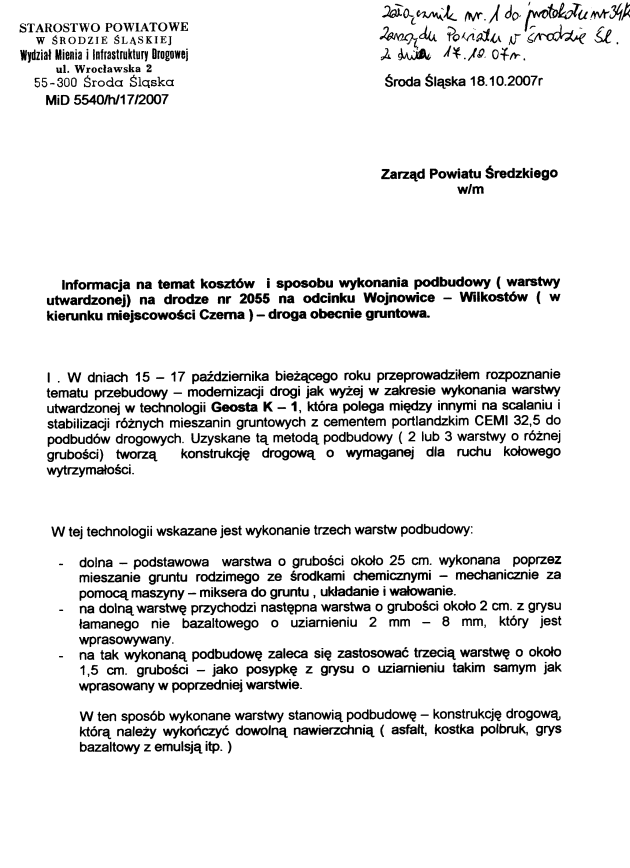 STAROSTWO POWIATOWE
W ŚRODZIE ŚLĄSKIEJ
Wydział Mienia i Infrastruktury Drogowej
ul. Wrocławska 2
55-300 Środa Śląska
MiD 5540/h/17/2007
Załącznik nr. 1 do protokołu nr
Zarządu Powiatu w Środzie Śl.
z dnia 17.10.07r.
Środa Śląska 18.10.2007r
Zarząd Powiatu Średzkiego
w/m
Informacja na temat kosztów i sposobu wykonania podbudowy ( warstwy
utwardzonej) na drodze nr 2055 na odcinku Wojnowice – Wilkostów ( w
kierunku miejscowości Czerna ) – droga obecnie gruntowa.
I . W dniach 15 – 17 października bieżącego roku przeprowadziłem rozpoznanie
tematu przebudowy – modernizacji drogi jak wyżej w zakresie wykonania warstwy
utwardzonej w technologii Geosta K – 1, która polega między innymi na scalaniu i
stabilizacji różnych mieszanin gruntowych z cementem portlandzkim CEMI 32,5 do
podbudów drogowych. Uzyskane tą metodą podbudowy ( 2 lub 3 warstwy o różnej
grubości) tworzą konstrukcję drogową o wymaganej dla ruchu kołowego
wytrzymałości.
W tej technologii wskazane jest wykonanie trzech warstw podbudowy:
- dolna – podstawowa warstwa o grubości około 25 cm. wykonana poprzez
mieszanie gruntu rodzimego ze środkami chemicznymi – mechanicznie za
pomocą maszyny – miksera do gruntu , układanie i wałowanie.
- na dolną warstwę przychodzi następna warstwa o grubości około 2 cm. z grysu
łamanego nie bazaltowego o uziarnieniu 2 mm – 8 mm, który jest
wprasowywany.
- na tak wykonaną podbudowę zaleca się zastosować trzecią warstwę o około
1,5 cm. grubości – jako posypkę z grysu o uziarnieniu takim samym jak
wprasowany w poprzedniej warstwie.
W ten sposób wykonane warstwy stanowią podbudowę – konstrukcję drogową,
którą należy wykończyć dowolną nawierzchnią ( asfalt, kostka polbruk, grys
bazaltowy z emulsją itp. )